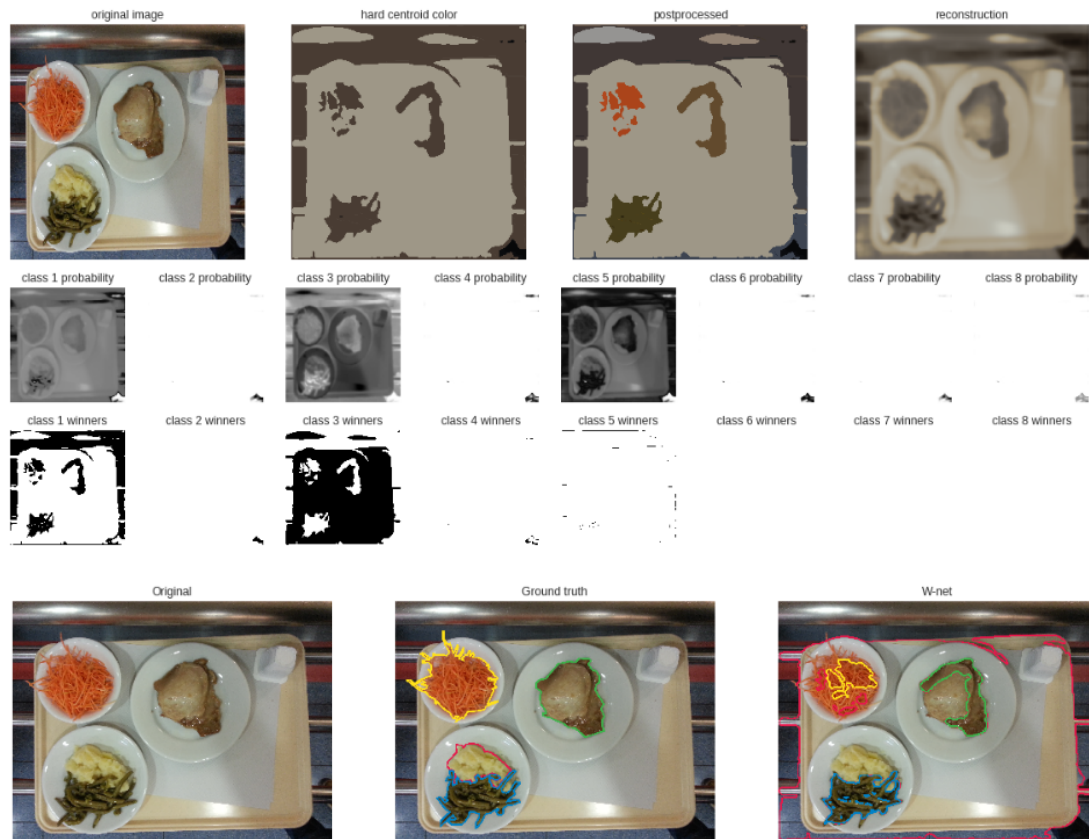 original image
hard centroid color
postprocessed
reconstruction
class 1 probability
class 2 probability
class 3 probability
class 4 probability
class 5 probability
class 6 probability
class 7 probability
class 8 probability
class 1 winners
class 2 winners
class 3 winners
class 4 winners
class 5 winners
class 6 winners
class 7 winners
class 8 winners
Original
Ground truth
W-net